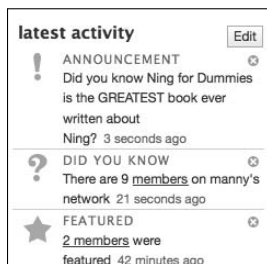 latest activity
Edit
ANNOUNCEMENT
Did you know Ning for Dummies
is the GREATEST book ever
written about
Ning? 3 seconds ago
DID YOU KNOW
There are 9 members on manny's
network 21 seconds ago
FEATURED
2 members were
featured 42 minutes ago